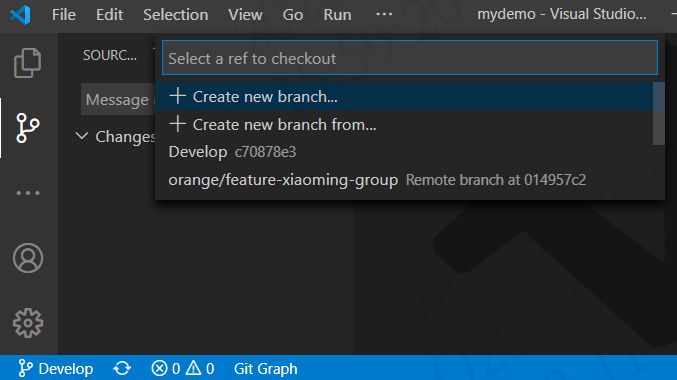 File Edit Selection View Go Run ··· mydemo - Visual Studio...
SOURC...
Select a ref to checkout
Message
+ Create new branch...
+ Create new branch from...
Changes
Develop c70878e3
orange/feature-xiaoming-group Remote branch at 014957c2
Develop 0 0 Git Graph